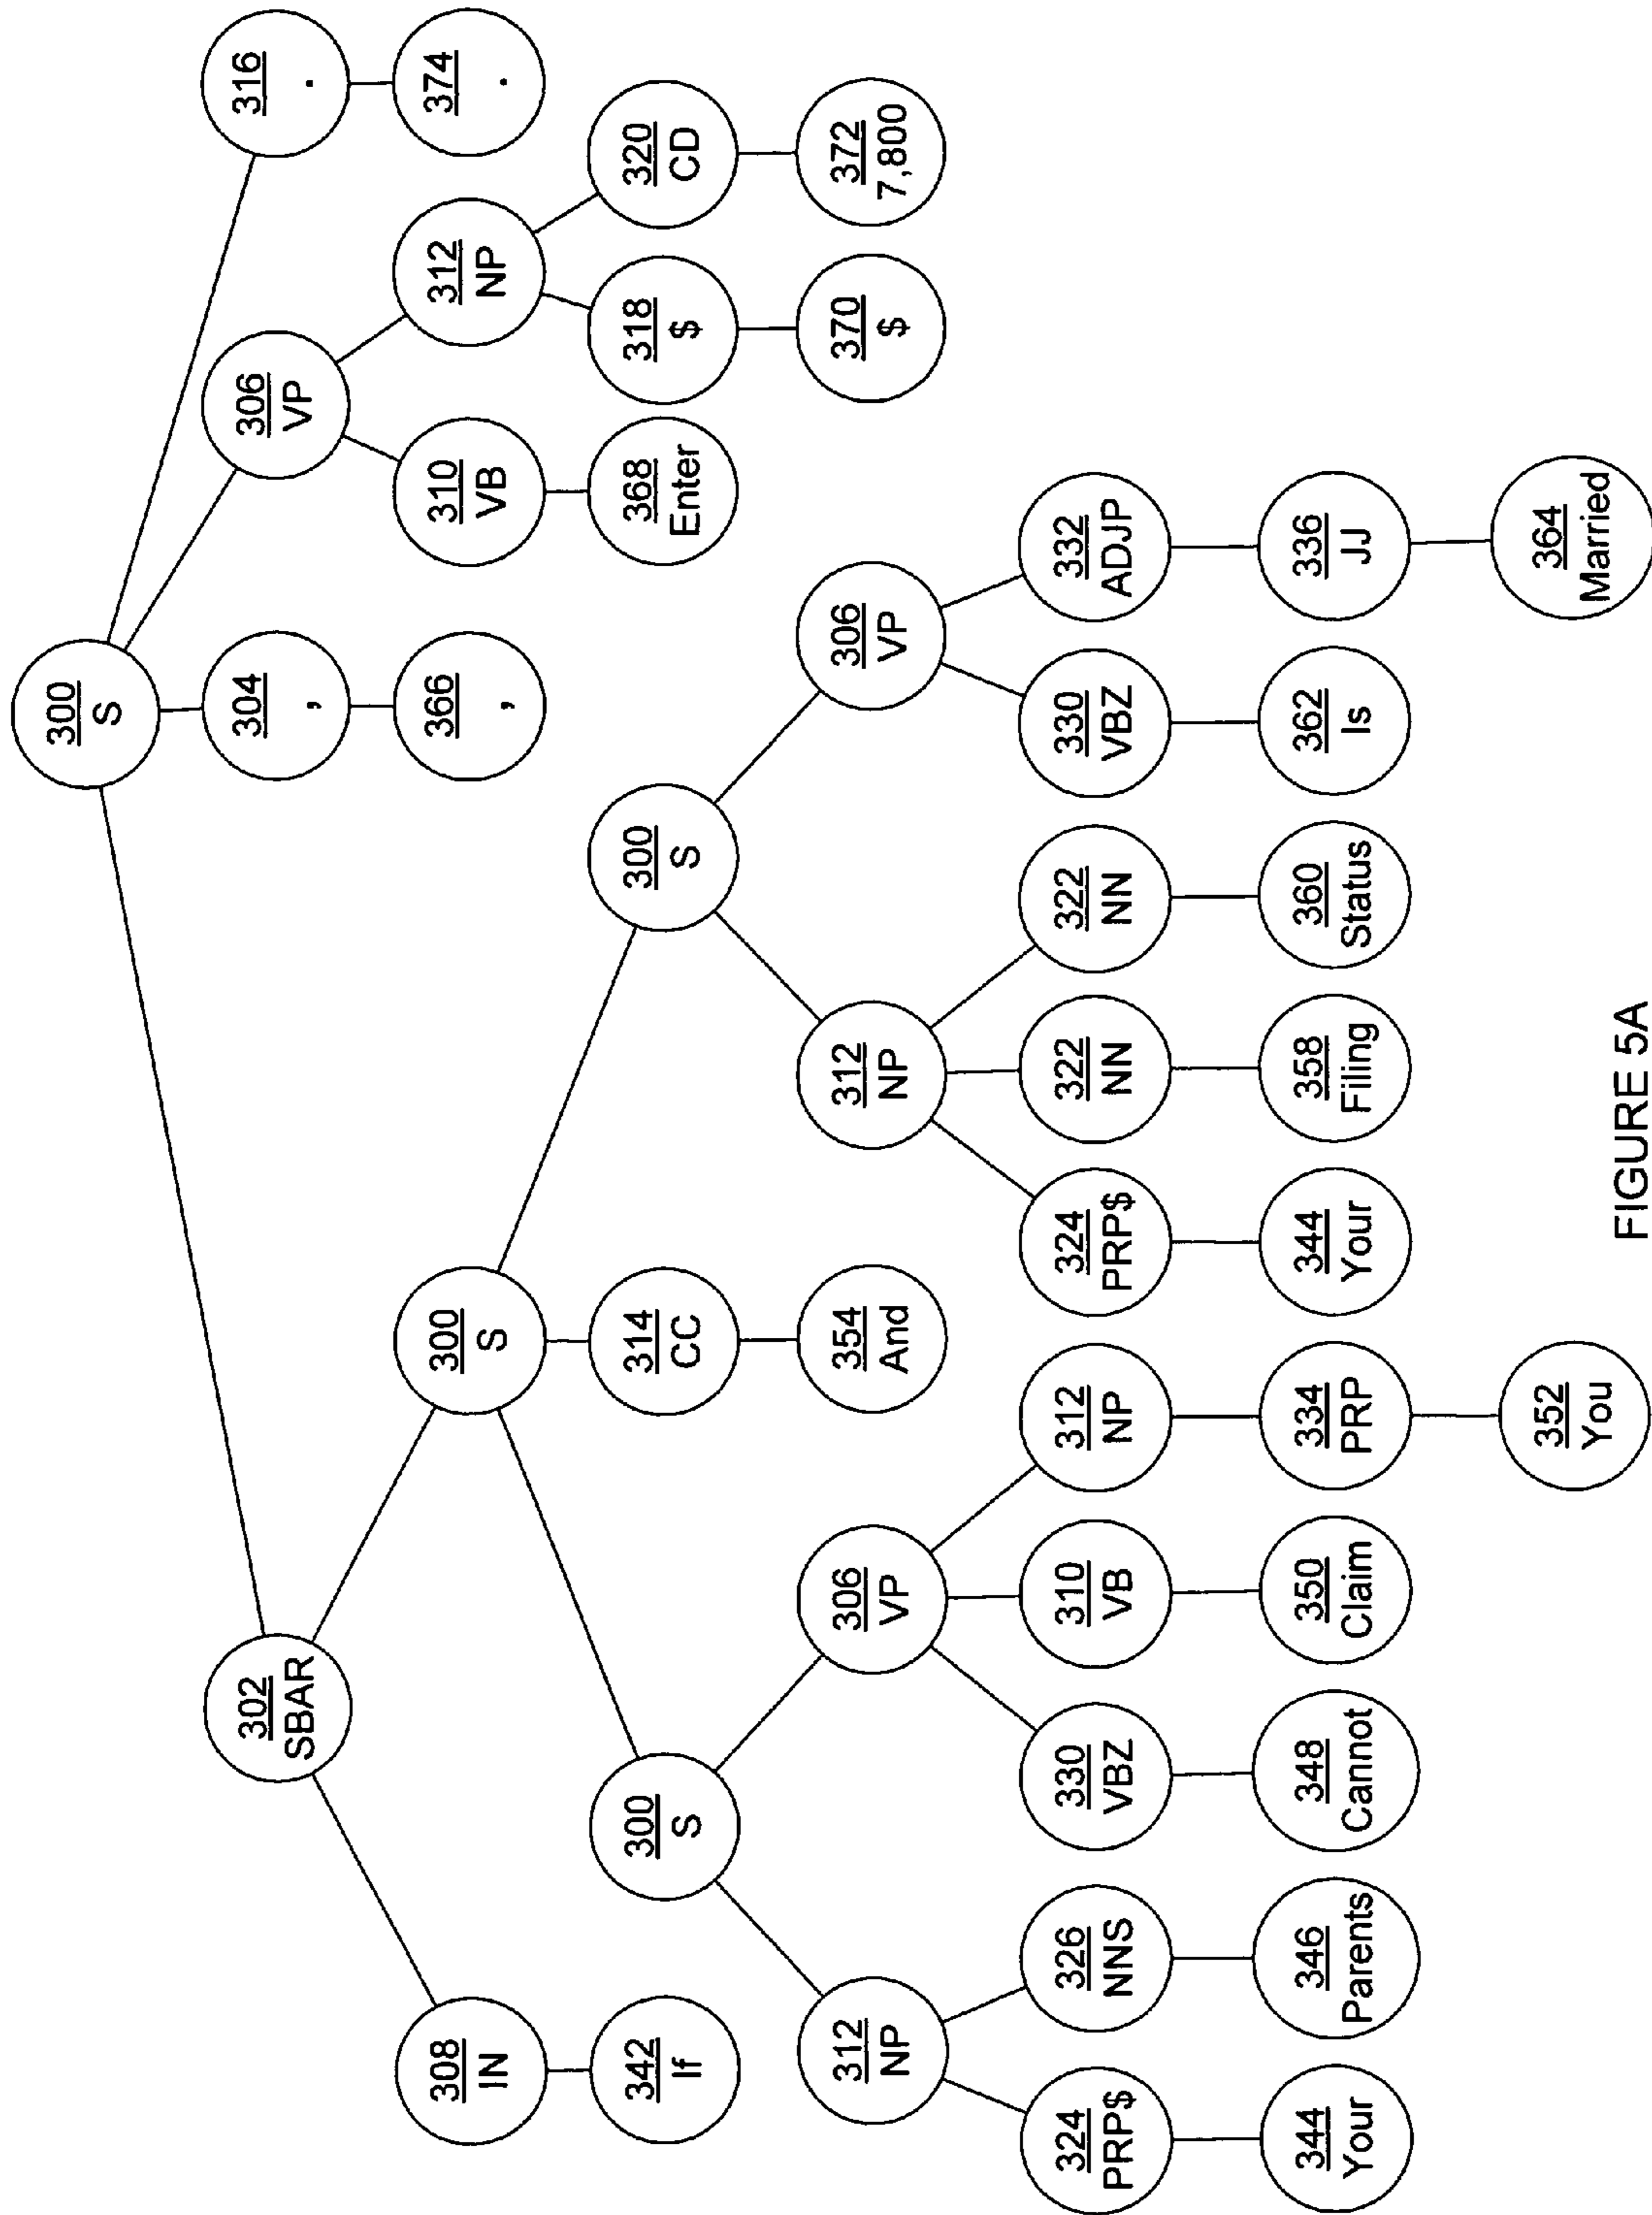 300
S
302
SBAR
304
,
306
VP
316
.
308
IN
300
S
366
,
310
VB
312
NP
374
.
342
If
300
S
314
CC
300
S
368
Enter
318
$
320
CD
312
NP
306
VP
354
And
312
NP
306
VP
370
$
372
7,800
324
PRP$
326
NNS
330
VBZ
310
VB
312
NP
324
PRP$
322
NN
322
NN
330
VBZ
332
ADJP
344
Your
346
Parents
348
Cannot
350
Claim
334
PRP
344
Your
358
Filing
360
Status
362
Is
336
JJ
352
You
364
Married
FIGURE 5A